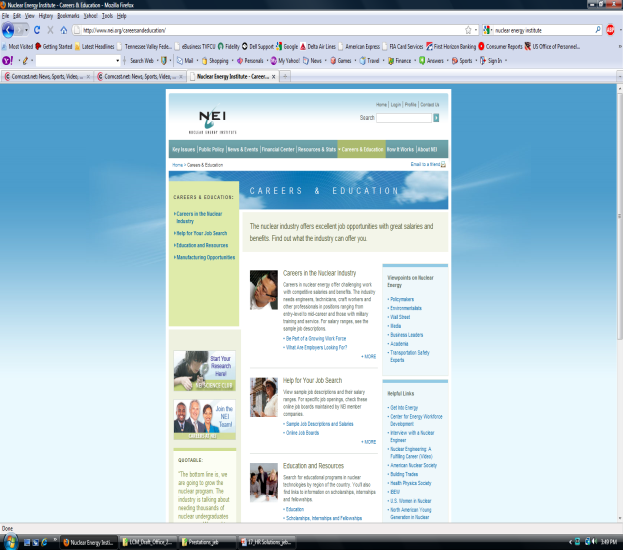 Nuclear Energy Institute - Careers & Education - Mozilla Firefox
File Edit View History Bookmarks Yahoo! Tools Help
http://www.nei.org/careersandeducation/
nuclear energy institute
Most Visited Getting Started Latest Headlines Tennessee Valley Fede... eBusiness TVFCU Fidelity Dell Support Google Delta Air Lines American Express FIA Card Services First Horizon Banking Consumer Reports US Office of Personnel...
Search Web Mail Shopping Personals My Yahoo! News Games Travel Finance Answers Sports Sign In
Comcast.net: News, Sports, Video, ... Comcast.net: News, Sports, Video, ... Nuclear Energy Institute - Career...
Home | Login | Profile | Contact Us
NEI
NUCLEAR ENERGY INSTITUTE
Search
Key Issues Public Policy News & Events Financial Center Resources & Stats Careers & Education How It Works About NEI
Home > Careers & Education
Email to a friend
CAREERS & EDUCATION
CAREERS & EDUCATION:
Careers in the Nuclear Industry
Help for Your Job Search
Education and Resources
Manufacturing Opportunities
The nuclear industry offers excellent job opportunities with great salaries and
benefits. Find out what the industry can offer you.
Careers in the Nuclear Industry
Careers in nuclear energy offer challenging work
with competitive salaries and benefits. The industry
needs engineers, technicians, craft workers and
other professionals in positions ranging from
entry-level to mid-career and those with military
training and service. For salary ranges, see the
sample job descriptions.
Be Part of a Growing Work Force
What Are Employers Looking For?
+ MORE
Viewpoints on Nuclear
Energy
Policymakers
Environmentalists
Wall Street
Media
Business Leaders
Academia
Transportation Safety
Experts
Start Your
Research
Here!
NEI SCIENCE CLUB
Join the
NEI
Team!
CAREERS AT NEI
QUOTABLE:
"The bottom line is, we
are going to grow the
nuclear program. The
industry is talking about
needing thousands of
nuclear undergraduates
Help for Your Job Search
View sample job descriptions and their salary
ranges. For specific job openings, check these
online job boards maintained by NEI member
companies.
Sample Job Descriptions and Salaries
Online Job Boards
+ MORE
Education and Resources
Search for educational programs in nuclear
technologies by region of the country. You'll also
find links to information on scholarships, internships
and fellowships.
Education
Scholarships, Internships and Fellowships
Helpful Links
Get Into Energy
Center for Energy Workforce
Development
Interview with a Nuclear
Engineer
Nuclear Engineering: A
Fulfilling Career (Video)
American Nuclear Society
Building Trades
Health Physics Society
IBEW
U.S. Women in Nuclear
North American Young
Generation in Nuclear
Done
Nuclear Energy Insti... LCM_Draft_Office_2... Prestations_jek 17_HR Solutions_jek...
3:49 PM